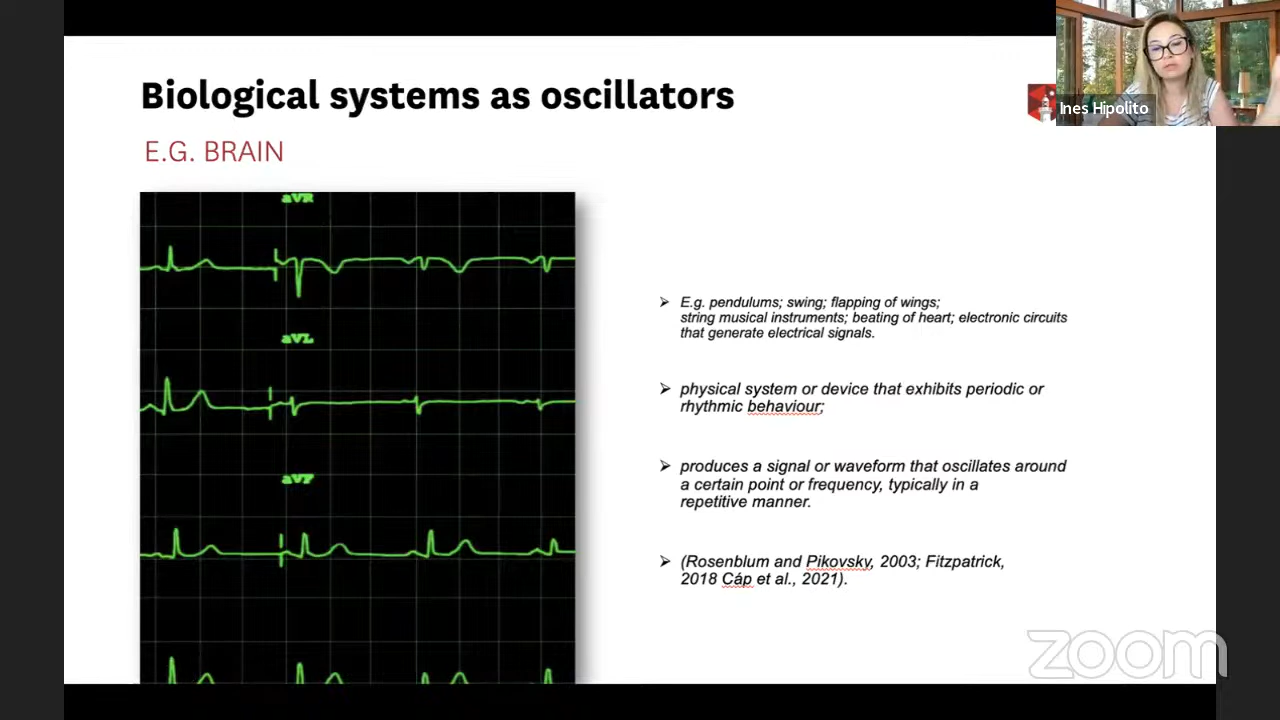 Biological systems as oscillators
E.G. BRAIN
Ines Hipolito
aVR
aVL
aVF
➢ E.g. pendulums; swing; flapping of wings;
string musical instruments; beating of heart; electronic circuits
that generate electrical signals.
➢ physical system or device that exhibits periodic or
rhythmic behaviour;
➢ produces a signal or waveform that oscillates around
a certain point or frequency, typically in a
repetitive manner.
➢ (Rosenblum and Pikovsky, 2003; Fitzpatrick,
2018 Cáp et al., 2021).
zoom